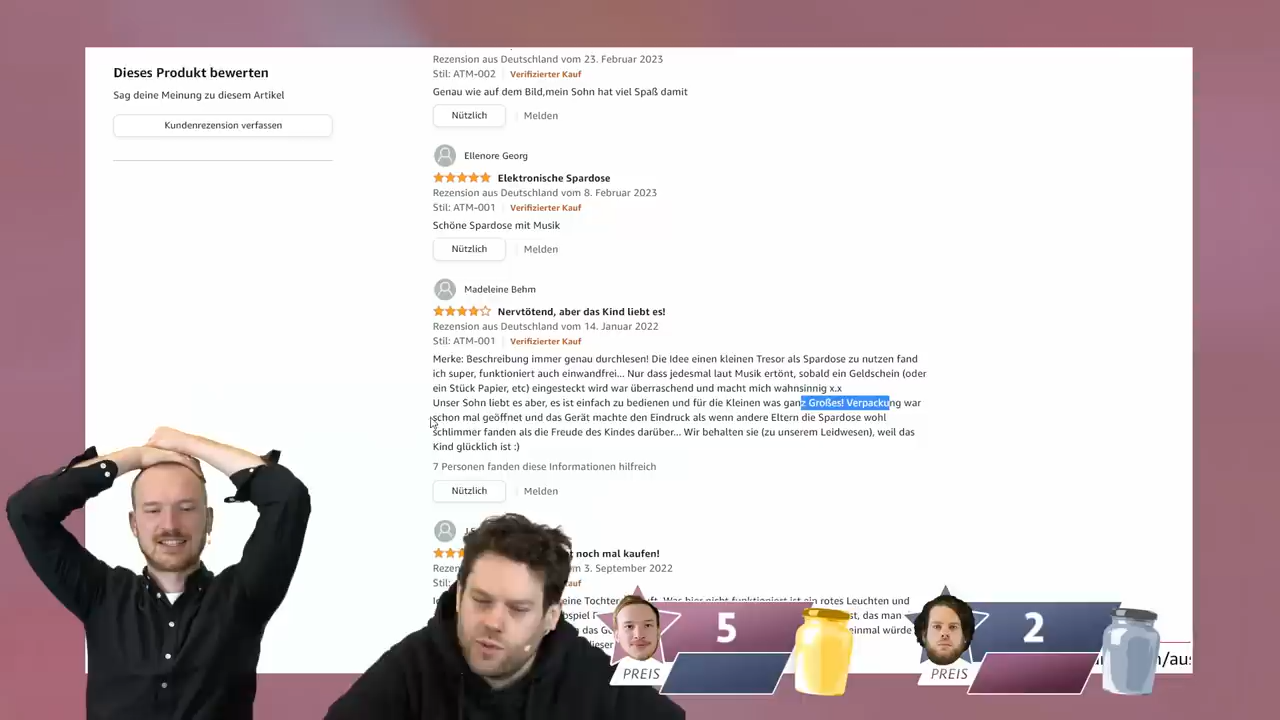 Dieses Produkt bewerten
Sag deine Meinung zu diesem Artikel
Kundenrezension verfassen
Rezension aus Deutschland vom 23. Februar 2023
Stil: ATM-002 Verifizierter Kauf
Genau wie auf dem Bild,mein Sohn hat viel Spaß damit
Nützlich Melden
Ellenore Georg
Elektronische Spardose
Rezension aus Deutschland vom 8. Februar 2023
Stil: ATM-001 Verifizierter Kauf
Schöne Spardose mit Musik
Nützlich Melden
Madeleine Behm
Nervtötend, aber das Kind liebt es!
Rezension aus Deutschland vom 14. Januar 2022
Stil: ATM-001 Verifizierter Kauf
Merke: Beschreibung immer genau durchlesen! Die Idee einen kleinen Tresor als Spardose zu nutzen fand
ich super, funktioniert auch einwandfrei... Nur dass jedesmal laut Musik ertönt, sobald ein Geldschein (oder
ein Stück Papier, etc) eingesteckt wird war überraschend und macht mich wahnsinnig x.x
Unser Sohn liebt es aber, es ist einfach zu bedienen und für die Kleinen was ganz Großes! Verpackung war
schon mal geöffnet und das Gerät machte den Eindruck als wenn andere Eltern die Spardose wohl
schlimmer fanden als die Freude des Kindes darüber... Wir behalten sie (zu unserem Leidwesen), weil das
Kind glücklich ist :)
7 Personen fanden diese Informationen hilfreich
Nützlich Melden
noch mal kaufen!
3. September 2022
eine Tochter Was hier nicht funktioniert ist ein rotes Leuchten und
das man
einmal würde
5
PREIS
2
PREIS